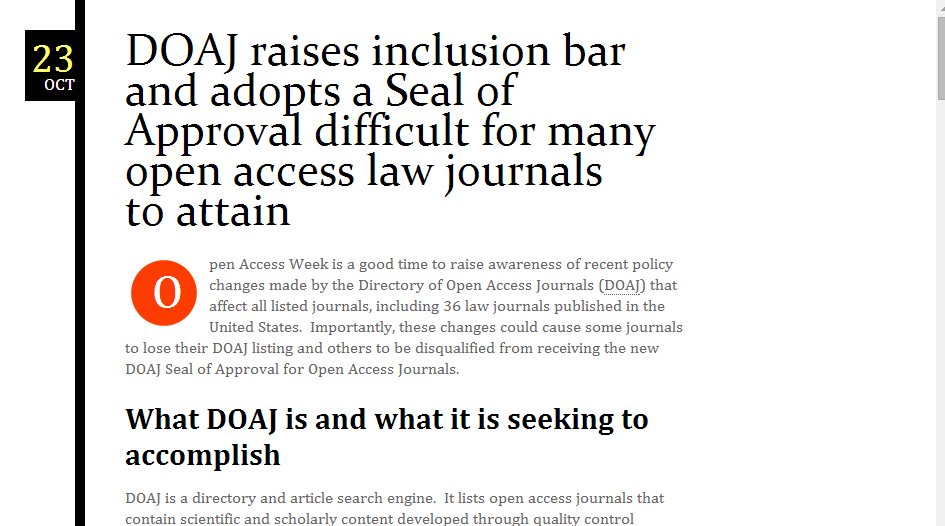 23
OCT
DOAJ raises inclusion bar
and adopts a Seal of
Approval difficult for many
open access law journals
to attain
Open Access Week is a good time to raise awareness of recent policy
changes made by the Directory of Open Access Journals (DOAJ) that
affect all listed journals, including 36 law journals published in the
United States.  Importantly, these changes could cause some journals
to lose their DOAJ listing and others to be disqualified from receiving the new
DOAJ Seal of Approval for Open Access Journals.
What DOAJ is and what it is seeking to
accomplish
DOAJ is a directory and article search engine.  It lists open access journals that
contain scientific and scholarly content developed through quality control